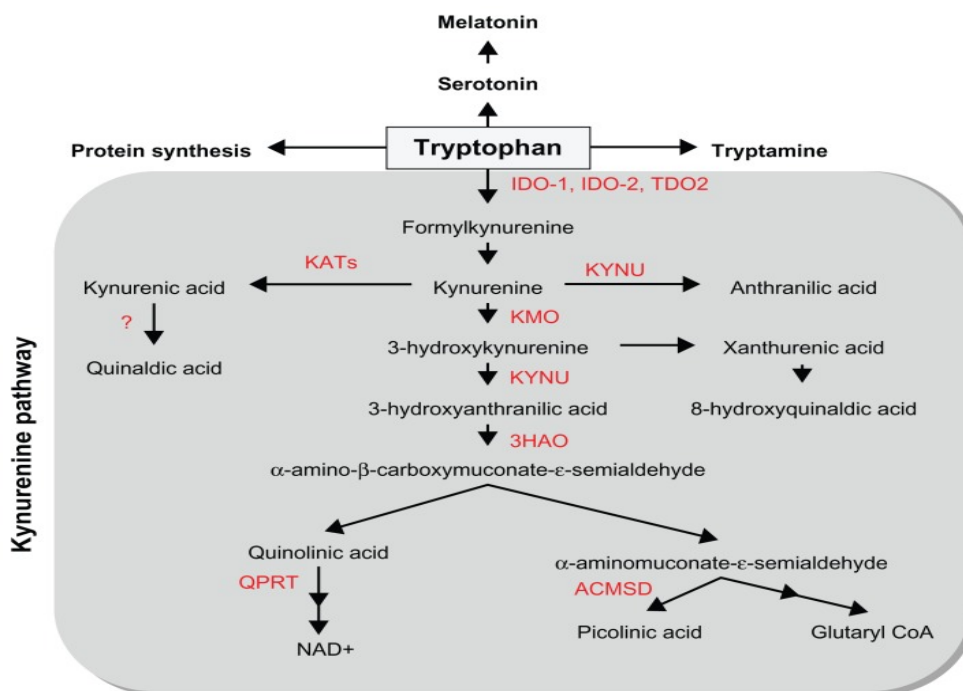 Melatonin
Serotonin
Protein synthesis
Tryptophan
Tryptamine
IDO-1, IDO-2, TDO2
Formylkynurenine
KATs
KYNU
Kynurenic acid
Kynurenine
Anthranilic acid
?
KMO
Quinaldic acid
3-hydroxykynurenine
Xanthurenic acid
KYNU
3-hydroxyanthranilic acid
8-hydroxyquinaldic acid
3HAO
α-amino-β-carboxymuconate-ε-semialdehyde
Quinolinic acid
α-aminomuconate-ε-semialdehyde
QPRT
ACMSD
NAD+
Picolinic acid
Glutaryl CoA
Kynurenine pathway